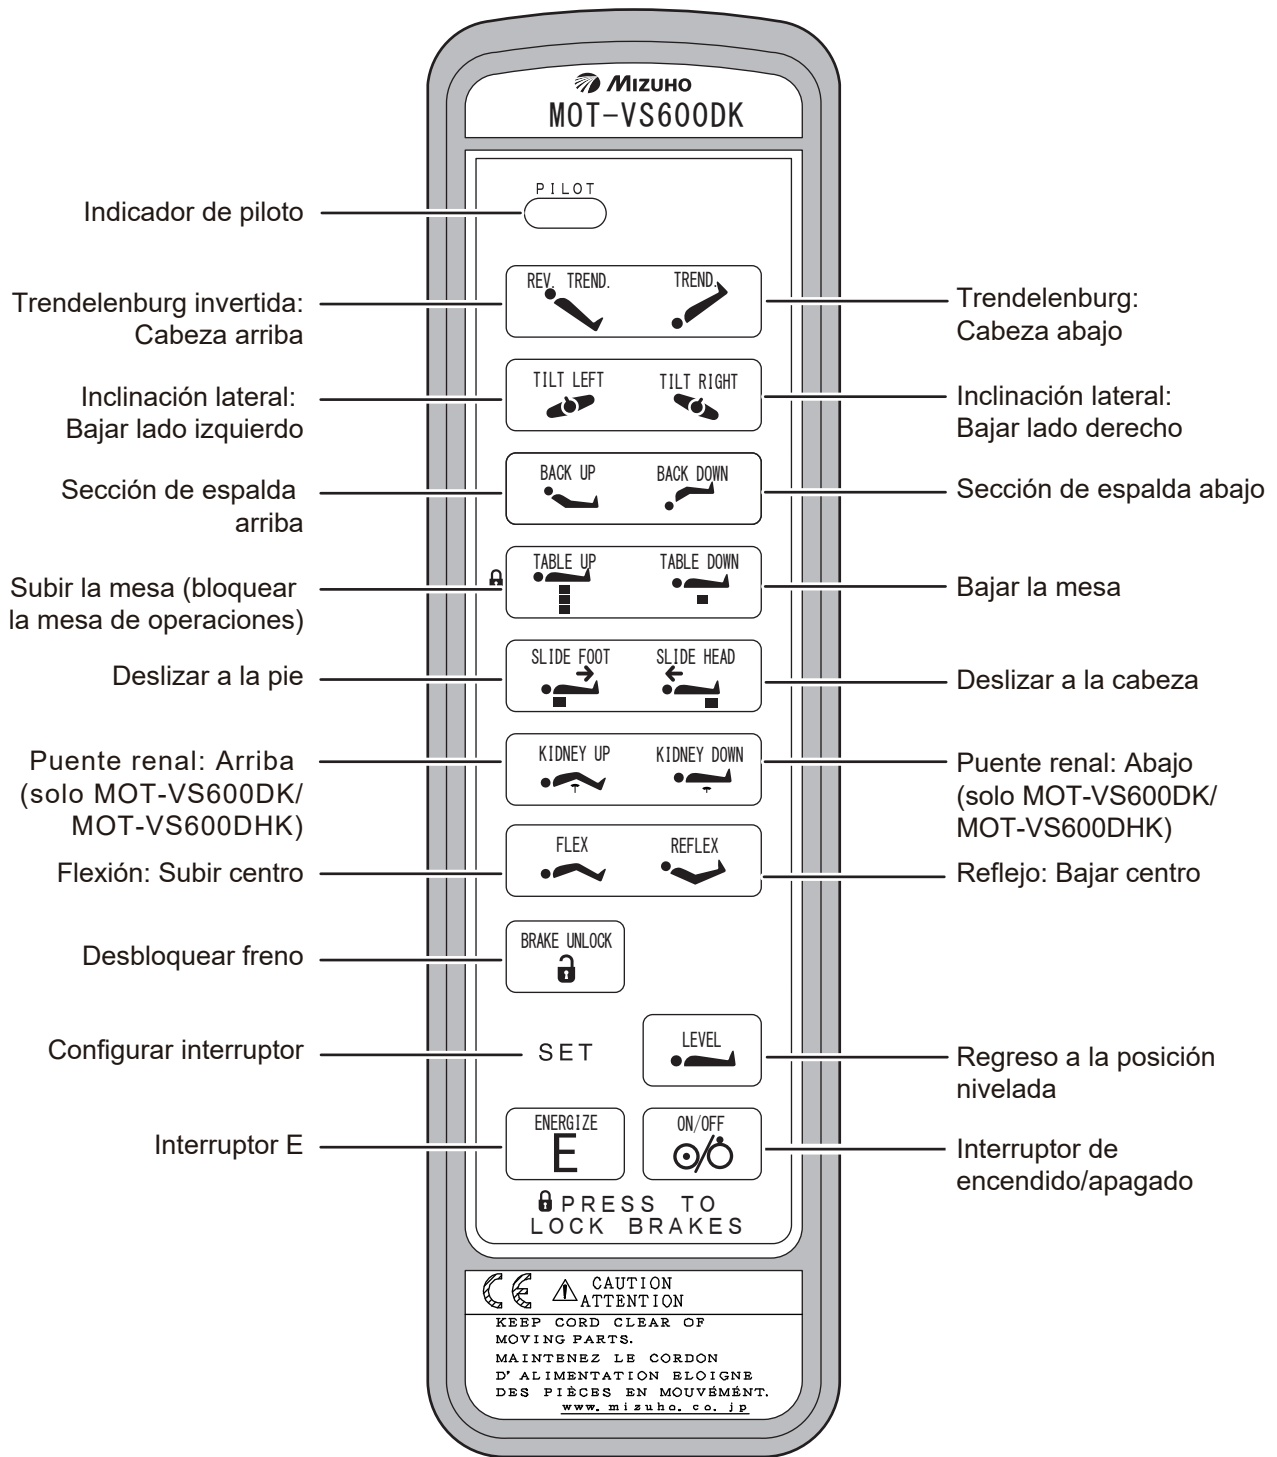 MIZUHO
MOT-VS600DK
PILOT
Indicador de piloto
REV. TREND.
TREND.
Trendelenburg invertida:
Cabeza arriba
Trendelenburg:
Cabeza abajo
TILT LEFT
TILT RIGHT
Inclinación lateral:
Bajar lado izquierdo
Inclinación lateral:
Bajar lado derecho
BACK UP
BACK DOWN
Sección de espalda
arriba
Sección de espalda abajo
TABLE UP
TABLE DOWN
Subir la mesa (bloquear
la mesa de operaciones)
Bajar la mesa
SLIDE FOOT
SLIDE HEAD
Deslizar a la pie
Deslizar a la cabeza
KIDNEY UP
KIDNEY DOWN
Puente renal: Arriba
(solo MOT-VS600DK/
MOT-VS600DHK)
Puente renal: Abajo
(solo MOT-VS600DK/
MOT-VS600DHK)
FLEX
REFLEX
Flexión: Subir centro
Reflejo: Bajar centro
BRAKE UNLOCK
Desbloquear freno
Configurar interruptor
SET
LEVEL
Regreso a la posición
nivelada
ENERGIZE
E
ON/OFF
Interruptor E
Interruptor de
encendido/apagado
PRESS TO
LOCK BRAKES
CE
CAUTION
ATTENTION
KEEP CORD CLEAR OF
MOVING PARTS.
MAINTENEZ LE CORDON
D' ALIMENTATION ELOIGNE
DES PIÈCES EN MOUVÉMÉNT.
www.mizuho.co.jp